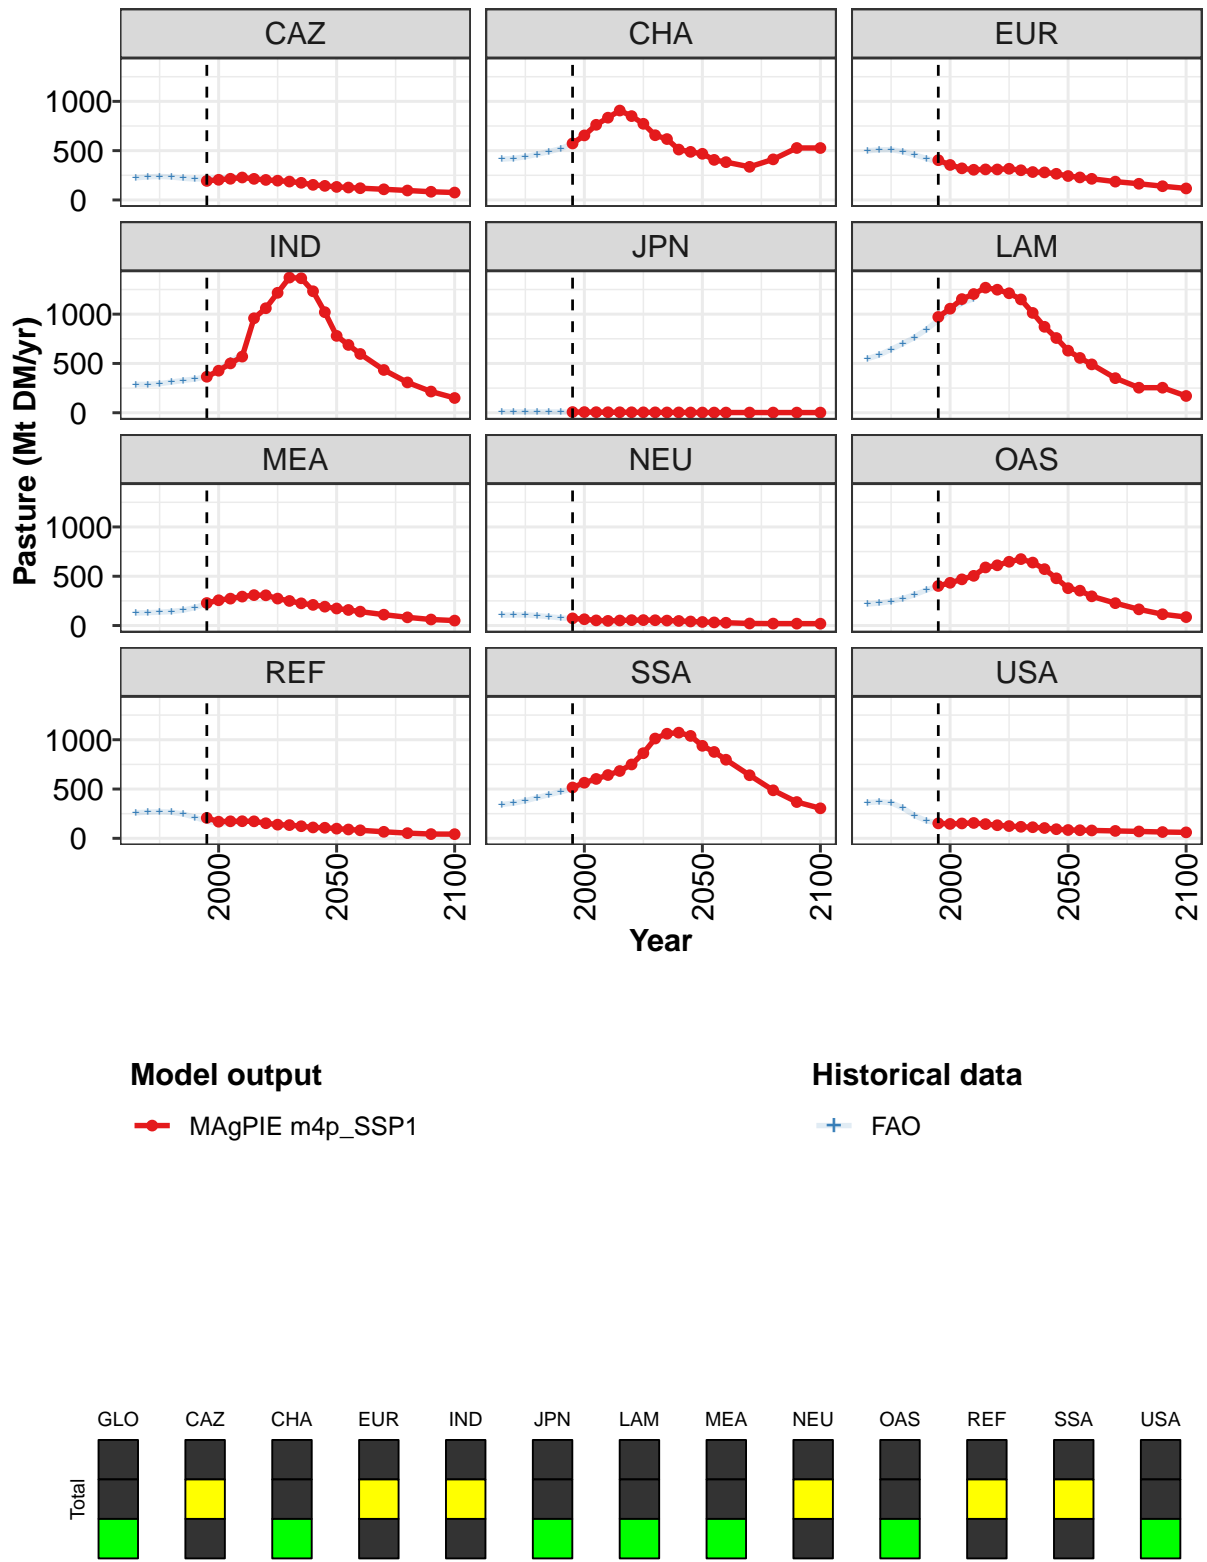 CAZ CHA EUR
1000
500
0
IND JPN LAM
1000
500
0
Pasture (Mt DM/yr)
MEA NEU OAS
1000
500
0
REF SSA USA
1000
500
0
2000 2050 2100 2000 2050 2100 2000 2050 2100
Year
Model output Historical data
MAgPIE m4p_SSP1 FAO
GLO CAZ CHA EUR IND JPN LAM MEA NEU OAS REF SSA USA
Total